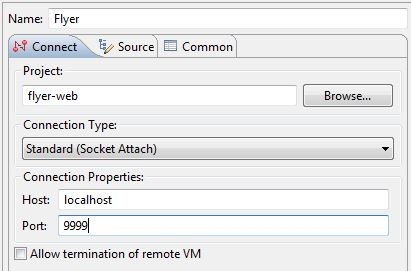 Name: Flyer
Connect Source Common
Project:
flyer-web Browse...
Connection Type:
Standard (Socket Attach)
Connection Properties:
Host: localhost
Port: 9999
Allow termination of remote VM